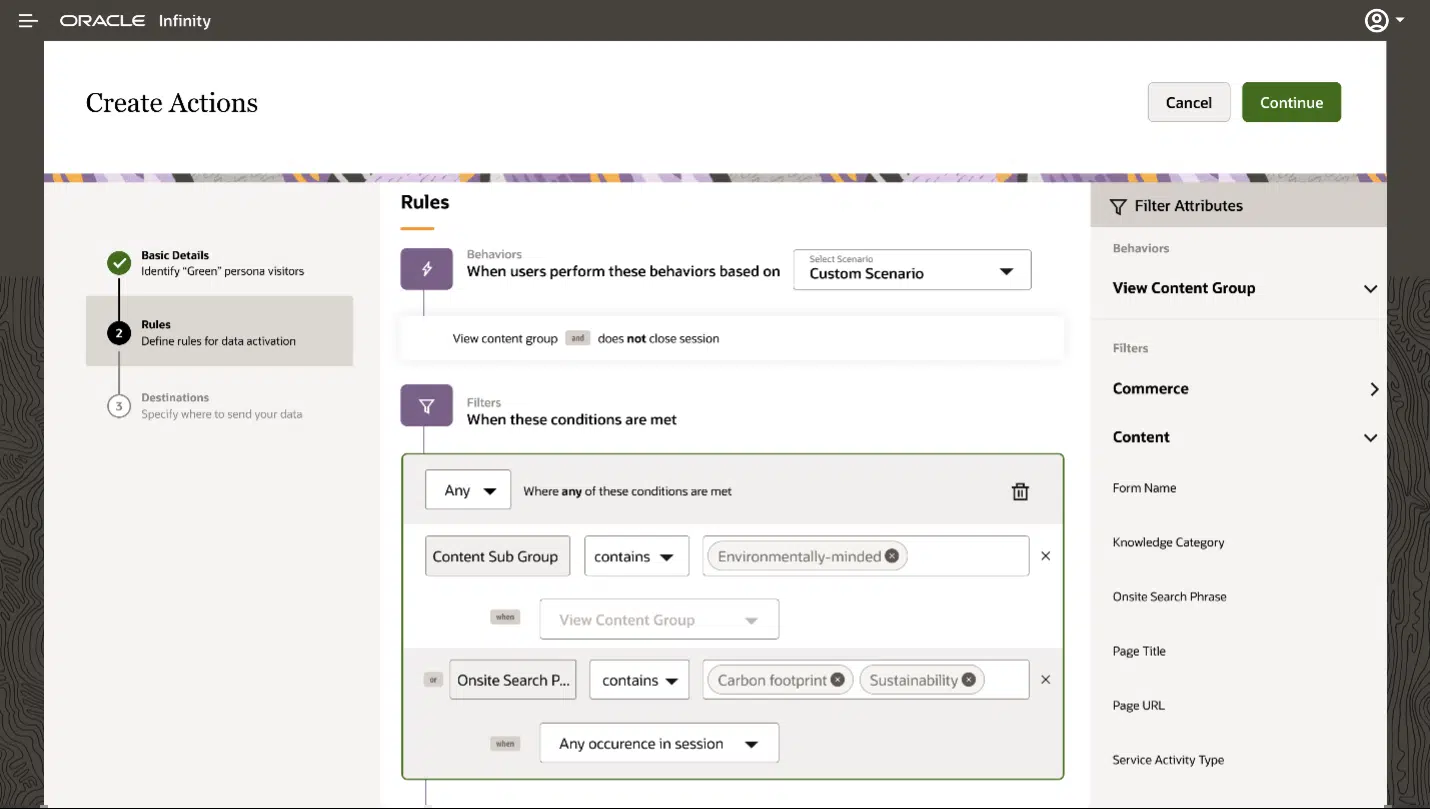 ORACLE Infinity
Create Actions
Cancel
Continue
Basic Details
Identify “Green” persona visitors
2
Rules
Define rules for data activation
3
Destinations
Specify where to send your data
Rules
Behaviors
When users perform these behaviors based on
Select Scenario
Custom Scenario
View content group and does not close session
Filters
When these conditions are met
Any
Where any of these conditions are met
Content Sub Group
contains
Environmentally-minded
when
View Content Group
or
Onsite Search P...
contains
Carbon footprint
Sustainability
when
Any occurence in session
Filter Attributes
Behaviors
View Content Group
Filters
Commerce
Content
Form Name
Knowledge Category
Onsite Search Phrase
Page Title
Page URL
Service Activity Type